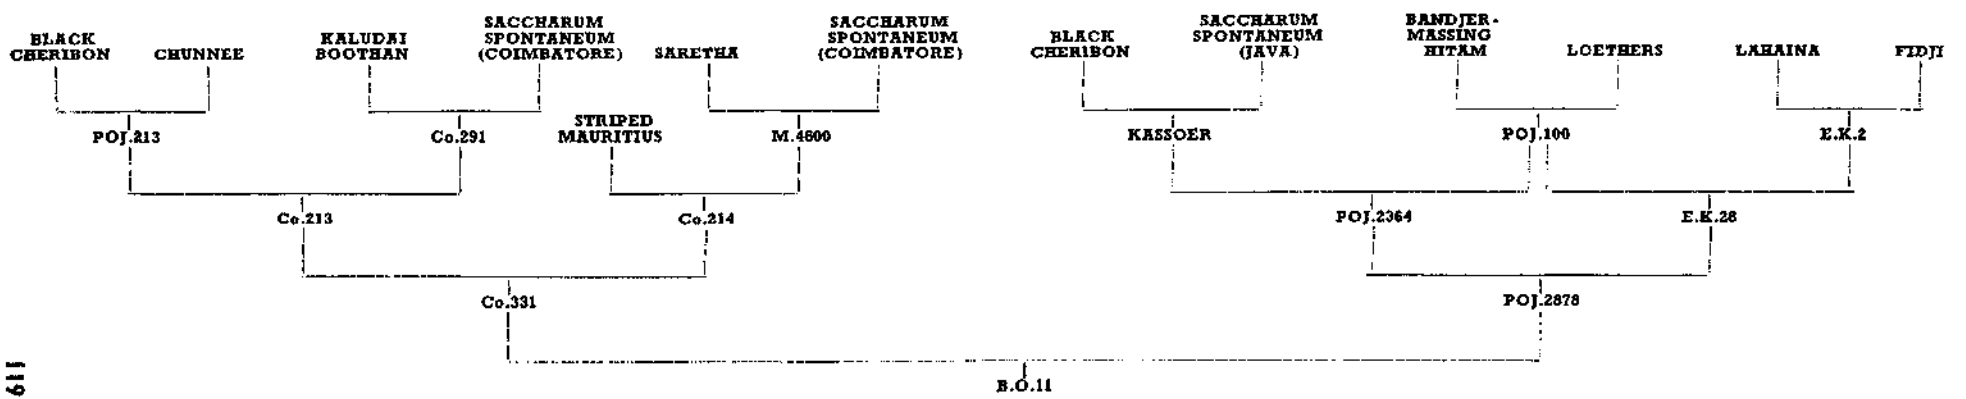 BLACK
CHERIBON
CHUNNEE
KALUDAI
BOOTHAN
SACCHARUM
SPONTANEUM
(COIMBATORE)
SARETHA
SACCHARUM
SPONTANEUM
(COIMBATORE)
BLACK
CHERIBON
SACCHARUM
SPONTANEUM
(JAVA)
BANDJER-
MASSING
HITAM
LOETHERS
LAHAINA
FIDJI
POJ.213
Co.291
STRIPED
MAURITIUS
M.4600
KASSOER
POJ.100
E.K.2
Co.213
Co.214
POJ.2364
E.K.28
Co.331
POJ.2878
B.O.11
119